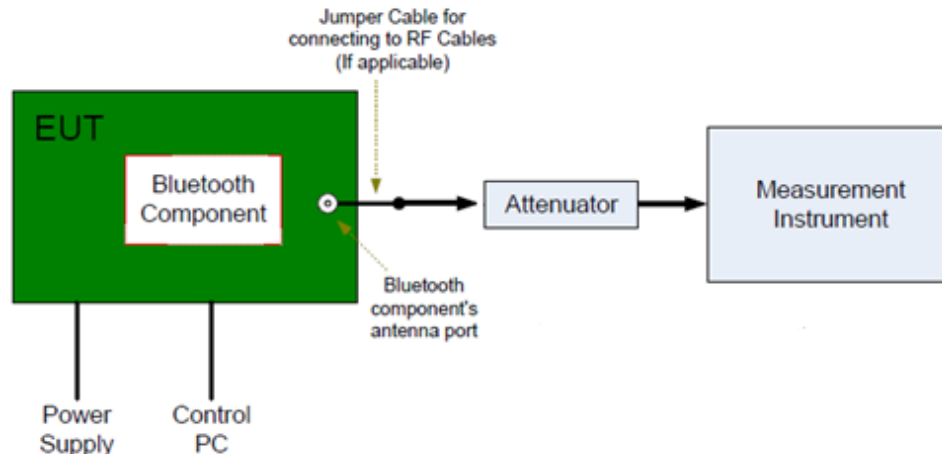 Jumper Cable for
connecting to RF Cables
(If applicable)
EUT
Bluetooth
Component
Attenuator
Measurement
Instrument
Bluetooth
component's
antenna port
Power
Supply
Control
PC